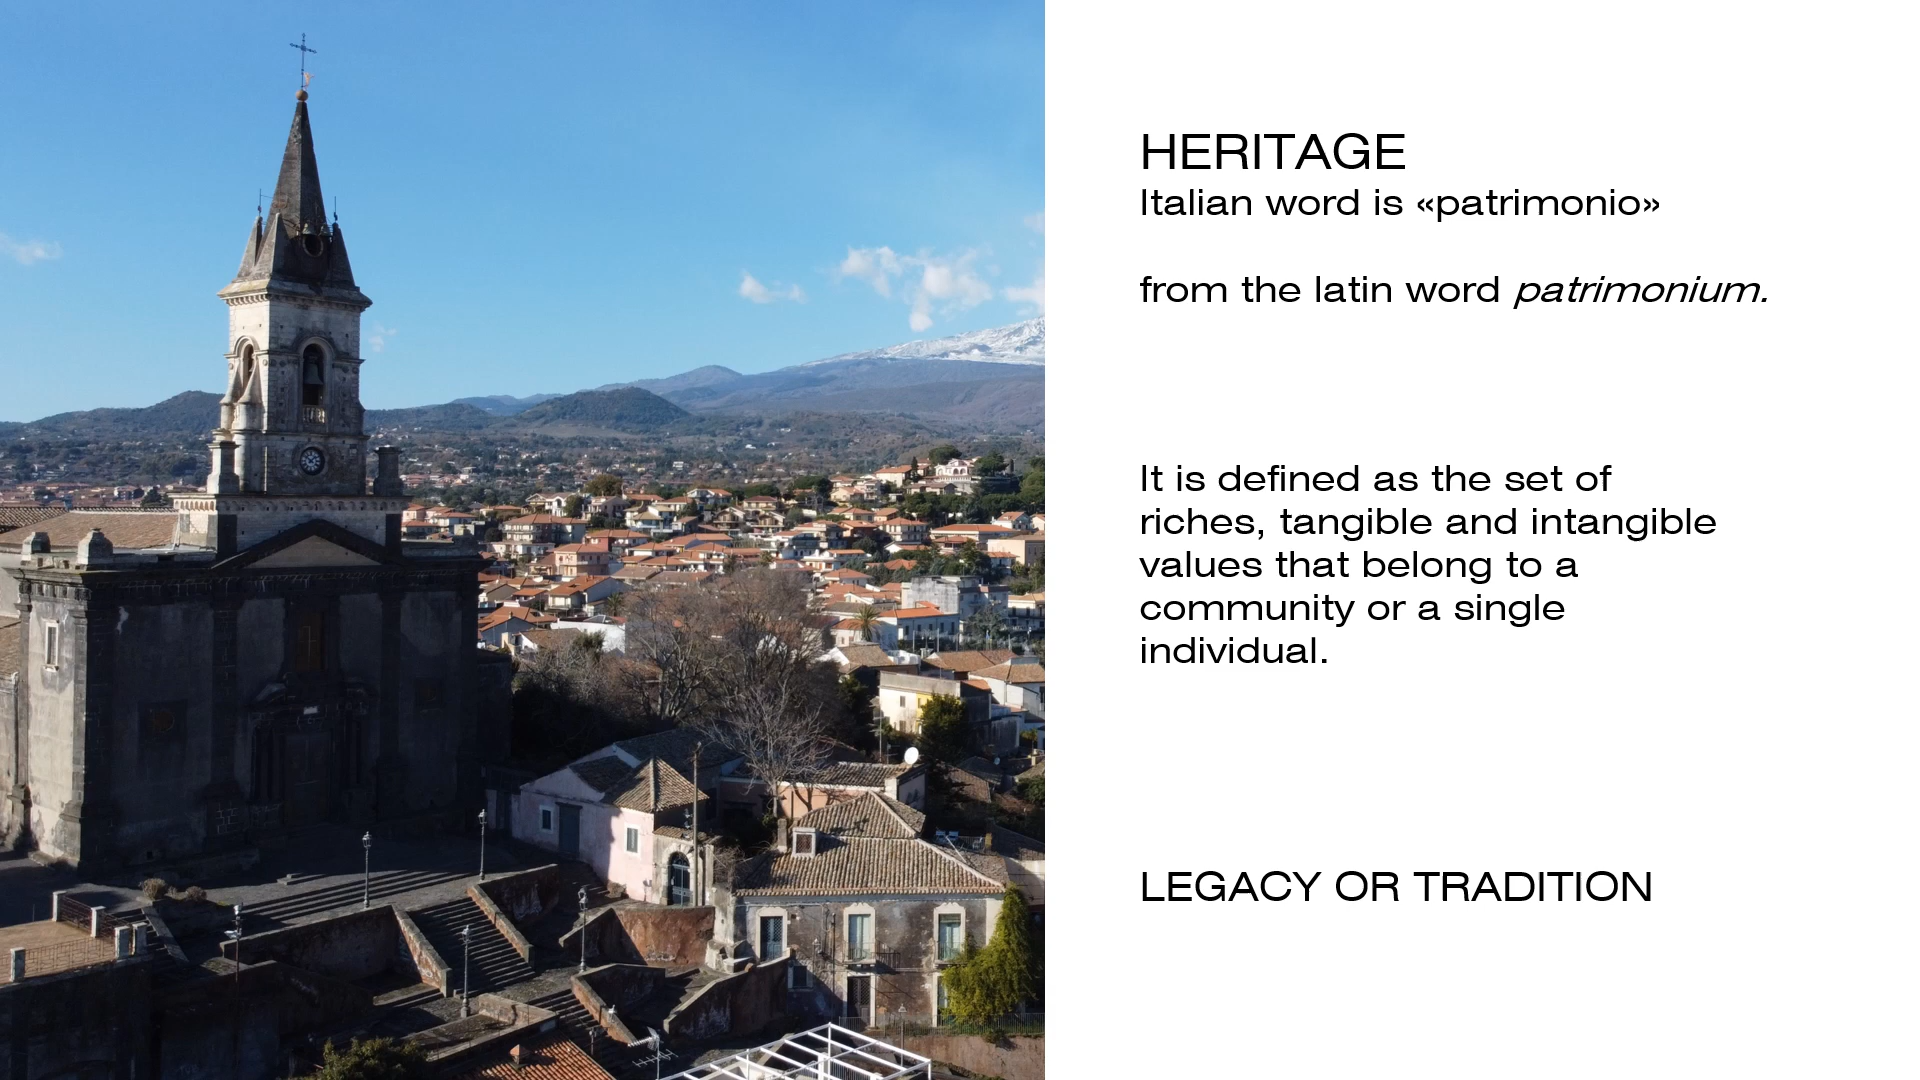 HERITAGE
Italian word is «patrimonio»
from the latin word patrimonium.
It is defined as the set of
riches, tangible and intangible
values that belong to a
community or a single
individual.
LEGACY OR TRADITION